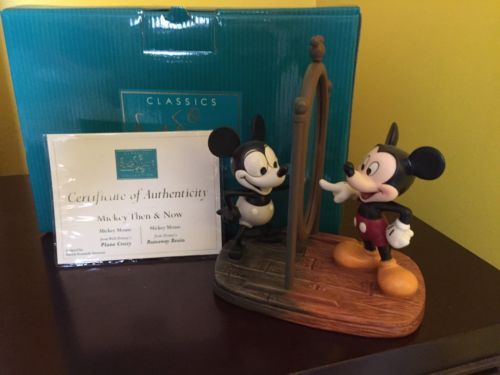 CLASSICS
Certificate of Authenticity
Mickey Then & Now
Mickey Mouse
from Walt Disney's
Plane Crazy
Mickey Mouse
from Disney's
Runaway Brain